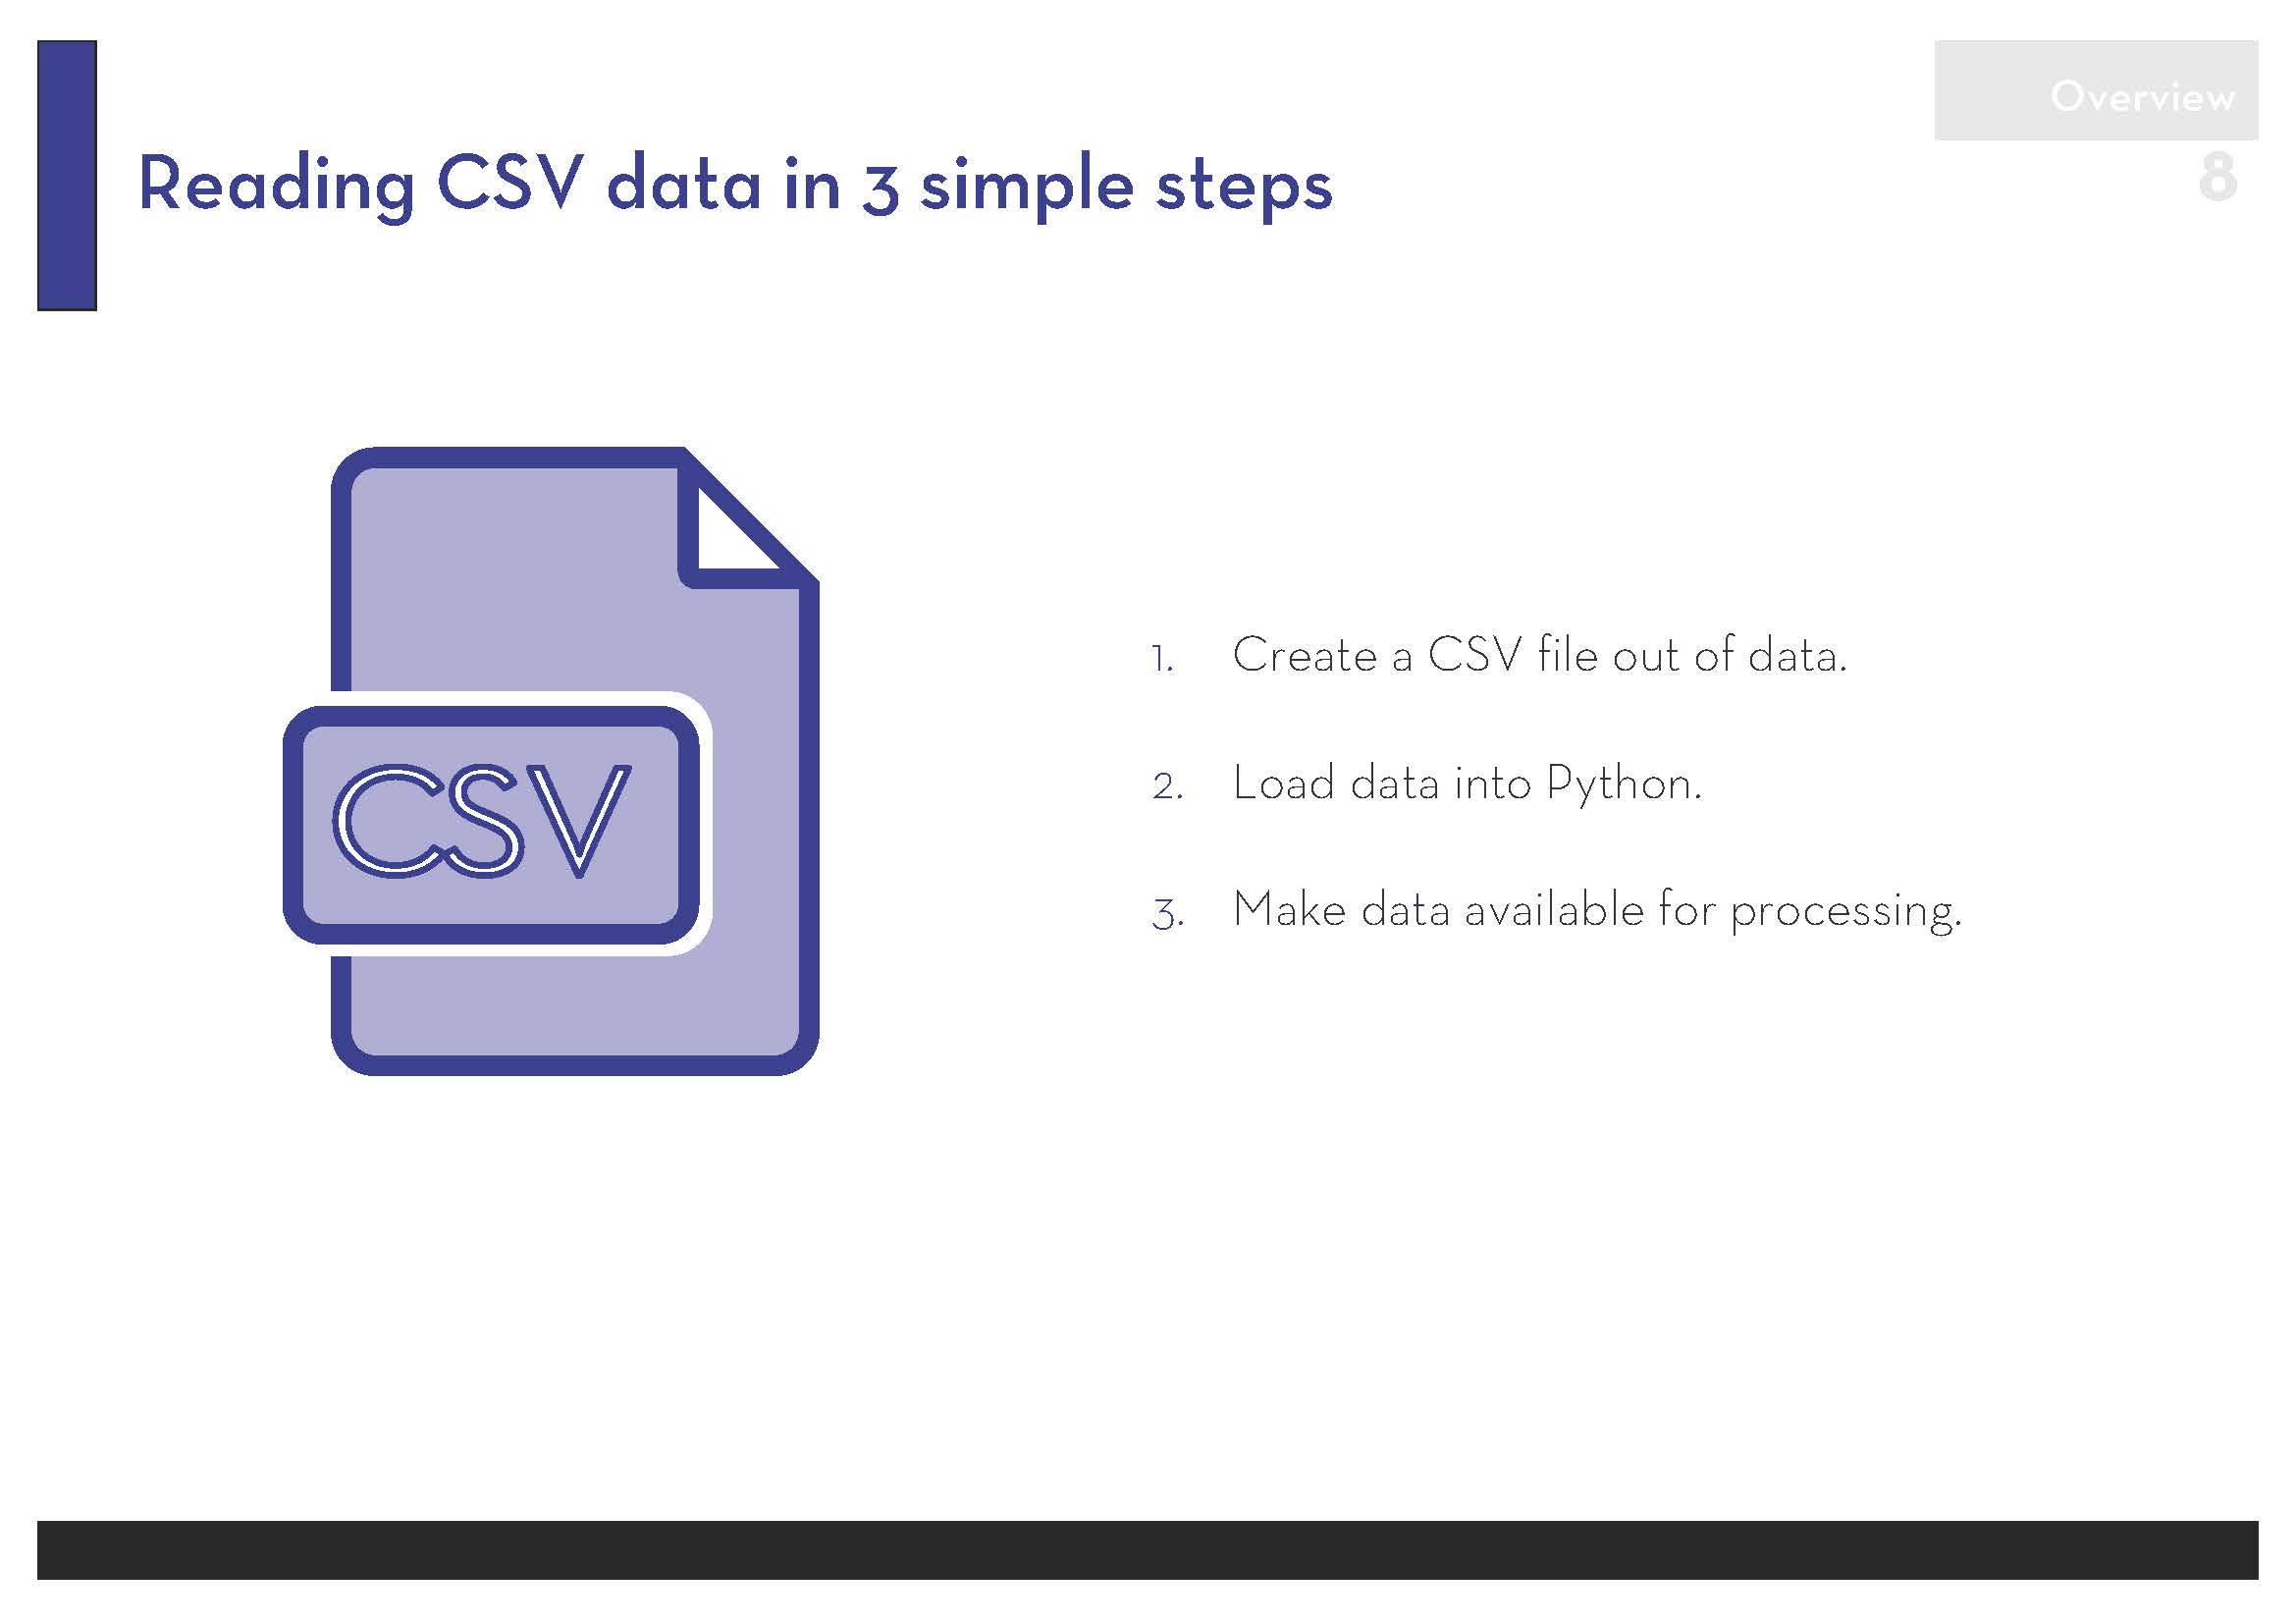 Overview
8
Reading CSV data in 3 simple steps
CSV
1. Create a CSV file out of data.
2. Load data into Python.
3. Make data available for processing.